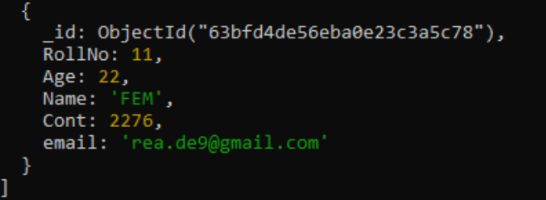 {
_id: ObjectId("63bfd4de56eba0e23c3a5c78"),
RollNo: 11,
Age: 22,
Name: 'FEM',
Cont: 2276,
email: 'rea.de9@gmail.com'
}
]